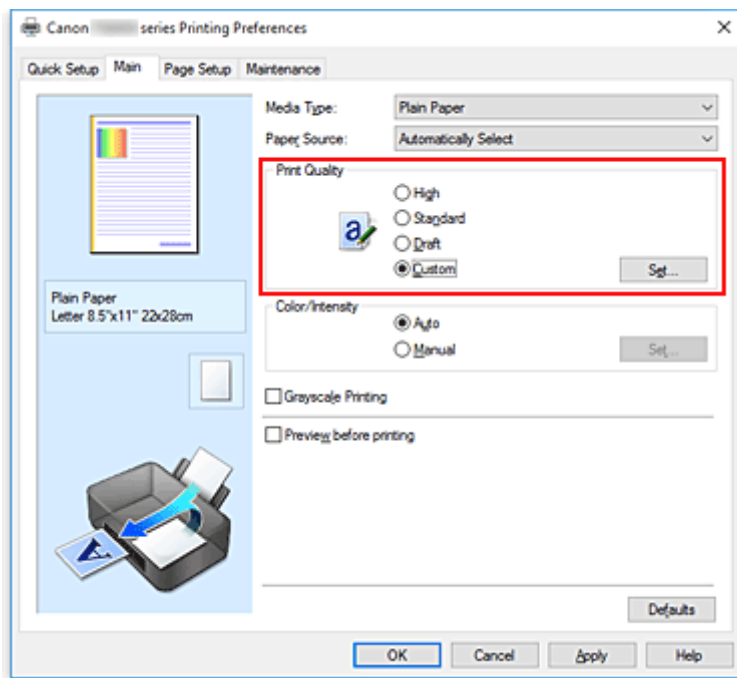 Canon series Printing Preferences
Quick Setup Main Page Setup Maintenance
Media Type: Plain Paper
Paper Source: Automatically Select
Print Quality
High
Standard
a
Draft
Custom Set...
Plain Paper
Letter 8.5"x11" 22x28cm
Color/Intensity
Auto
Manual Set...
Grayscale Printing
Preview before printing
A
Defaults
OK Cancel Apply Help